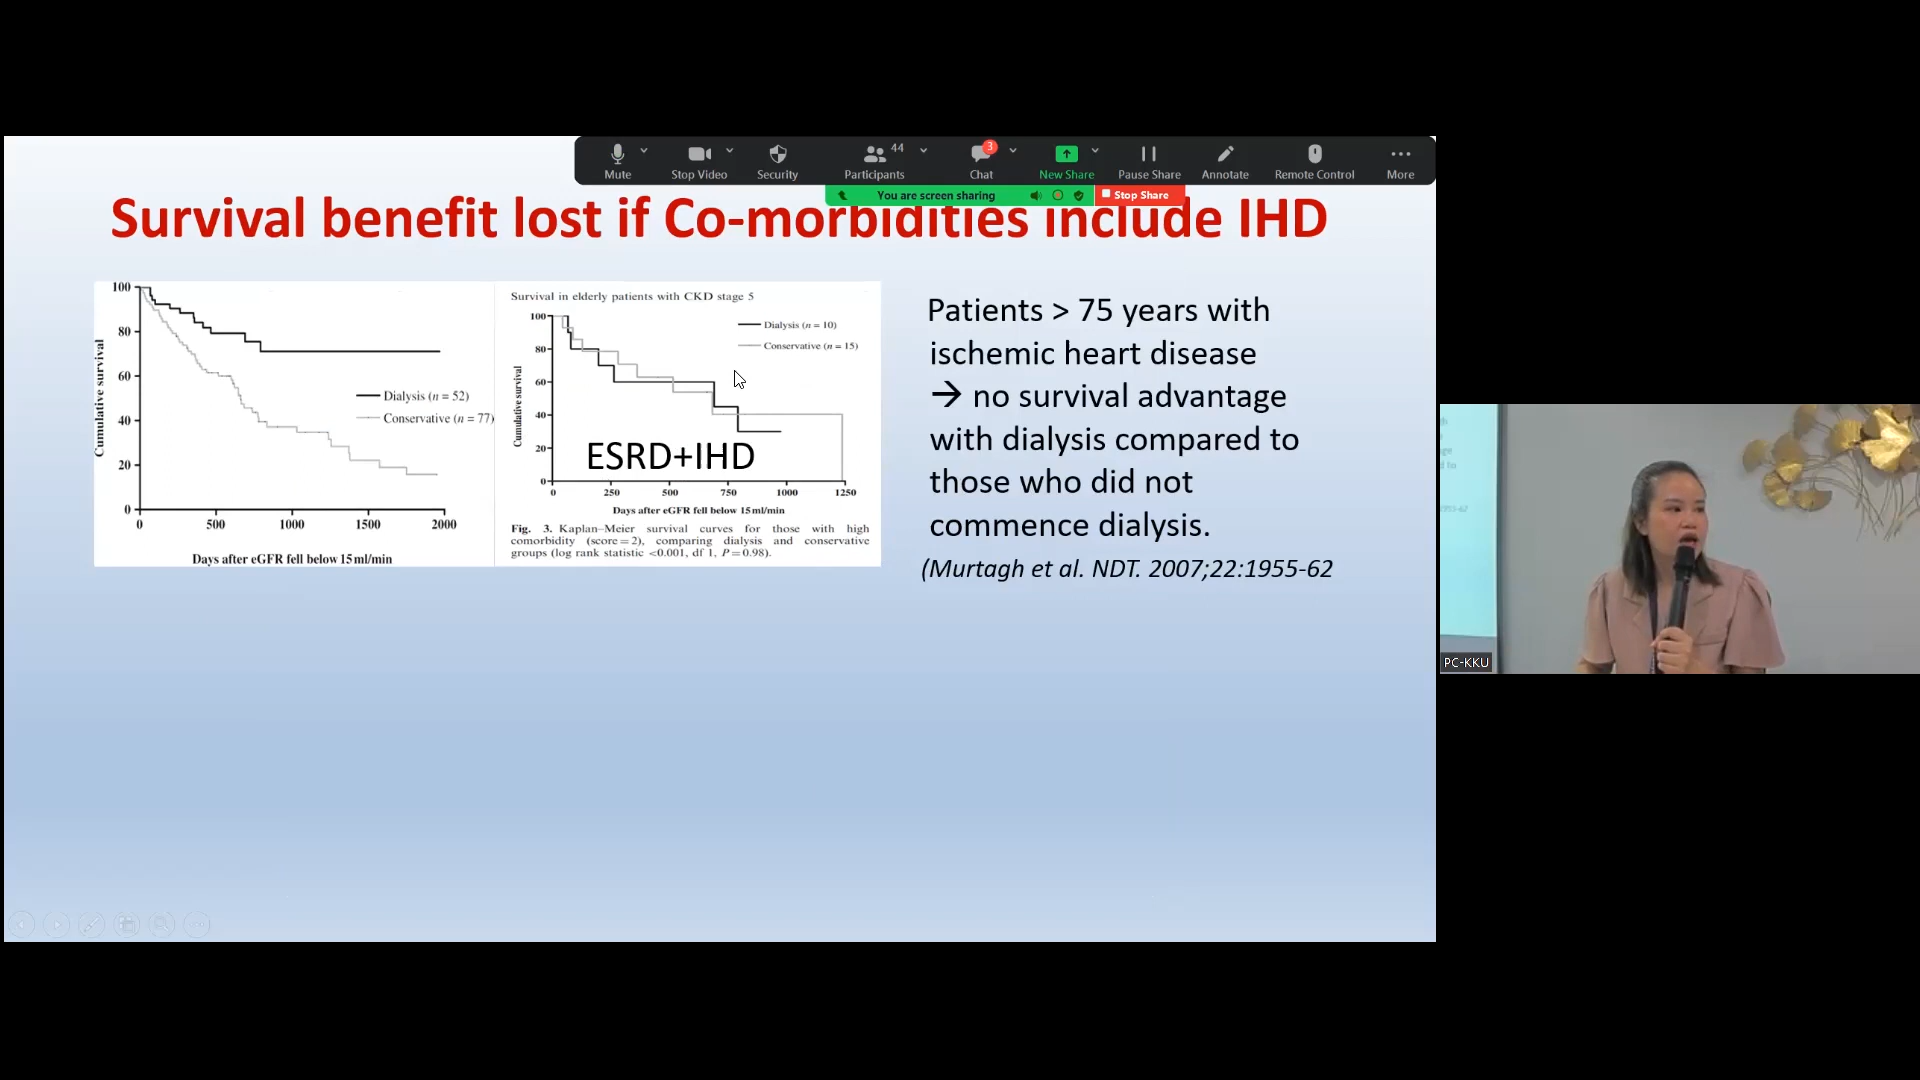 Mute
Stop Video
Security
Participants
44
Chat
3
New Share
Pause Share
Annotate
Remote Control
More
You are screen sharing
Stop Share
Survival benefit lost if Co-morbidities include IHD
100
80
60
40
20
0
Cumulative survival
Dialysis (n = 52)
Conservative (n = 77)
0 500 1000 1500 2000
Days after eGFR fell below 15 ml/min
Survival in elderly patients with CKD stage 5
100
80
60
40
20
0
Cumulative survival
Dialysis (n = 10)
Conservative (n = 15)
ESRD+IHD
0 250 500 750 1000 1250
Days after eGFR fell below 15 ml/min
Fig. 3. Kaplan–Meier survival curves for those with high
comorbidity (score = 2), comparing dialysis and conservative
groups (log rank statistic <0.001, df 1, P = 0.98).
Patients > 75 years with
ischemic heart disease
→ no survival advantage
with dialysis compared to
those who did not
commence dialysis.
(Murtagh et al. NDT. 2007;22:1955-62
PC-KKU